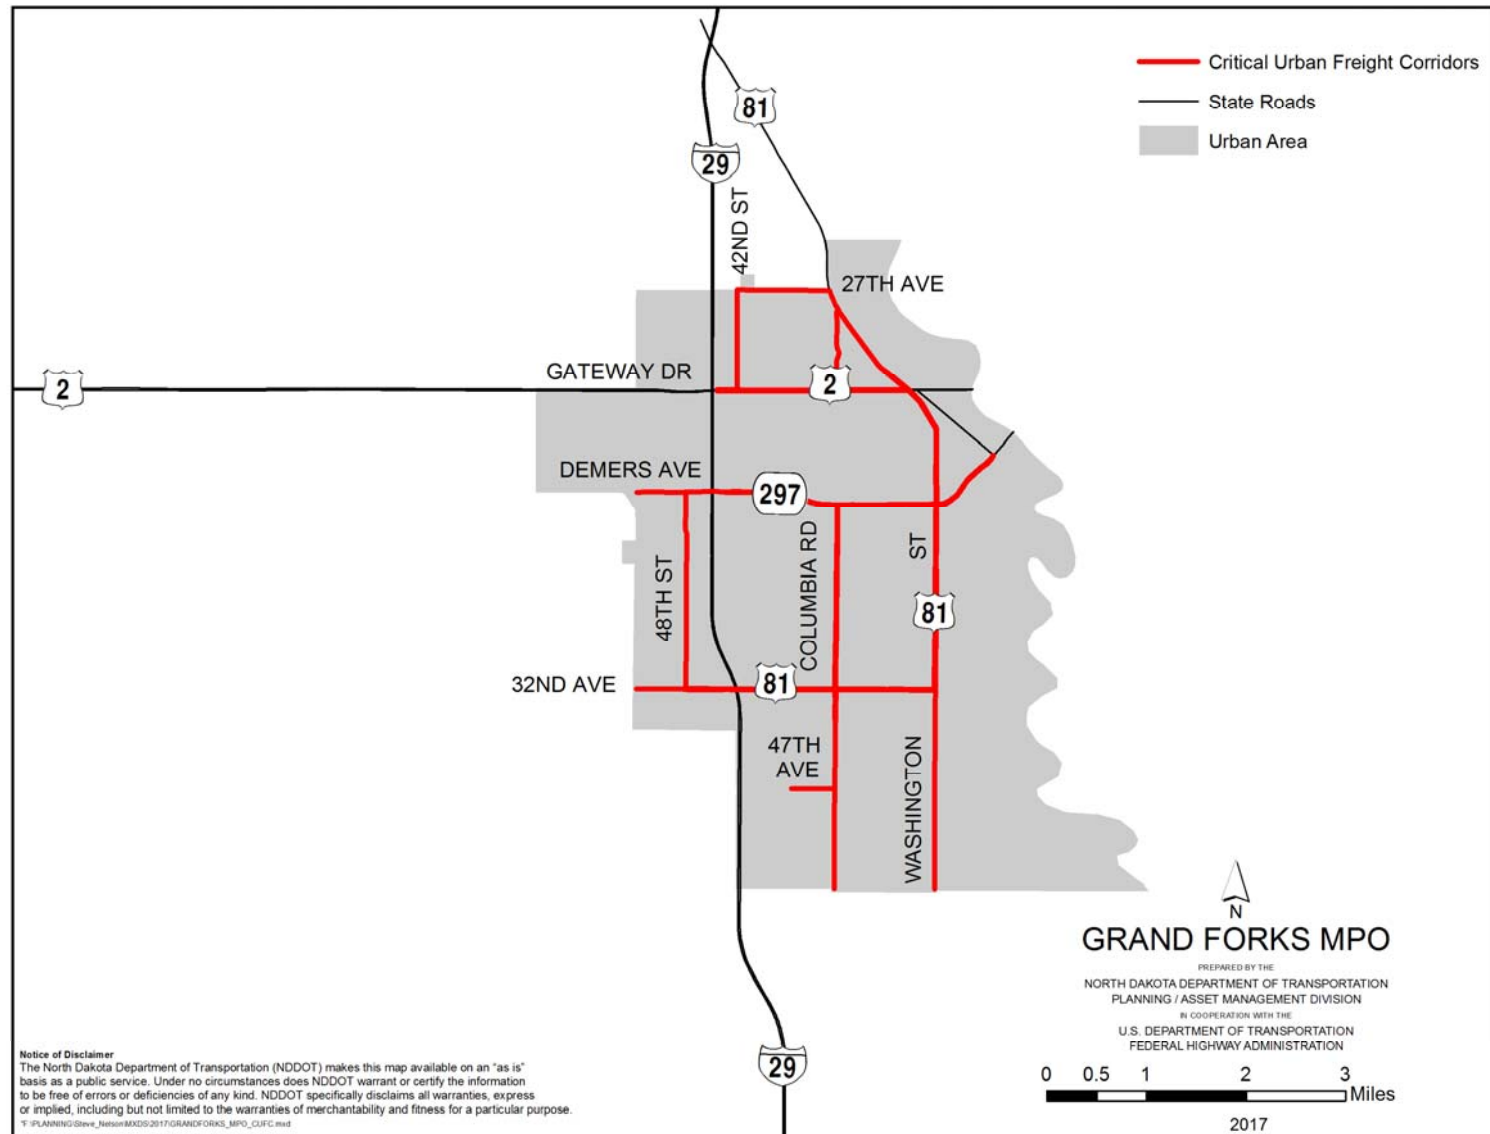 Critical Urban Freight Corridors
State Roads
Urban Area
81
29
42ND ST
27TH AVE
GATEWAY DR
2
2
DEMERS AVE
297
48TH ST
COLUMBIA RD
ST
81
32ND AVE
81
47TH
AVE
WASHINGTON
N
GRAND FORKS MPO
PREPARED BY THE
NORTH DAKOTA DEPARTMENT OF TRANSPORTATION
PLANNING / ASSET MANAGEMENT DIVISION
IN COOPERATION WITH THE
U.S. DEPARTMENT OF TRANSPORTATION
FEDERAL HIGHWAY ADMINISTRATION
29
0 0.5 1 2 3
Miles
2017
Notice of Disclaimer
The North Dakota Department of Transportation (NDDOT) makes this map available on an "as is"
basis as a public service. Under no circumstances does NDDOT warrant or certify the information
to be free of errors or deficiencies of any kind. NDDOT specifically disclaims all warranties, express
or implied, including but not limited to the warranties of merchantability and fitness for a particular purpose.
"F:\PLANNING\Steve_Nelson\MXDS\2017\GRANDFORKS_MPO_CUFC.mxd